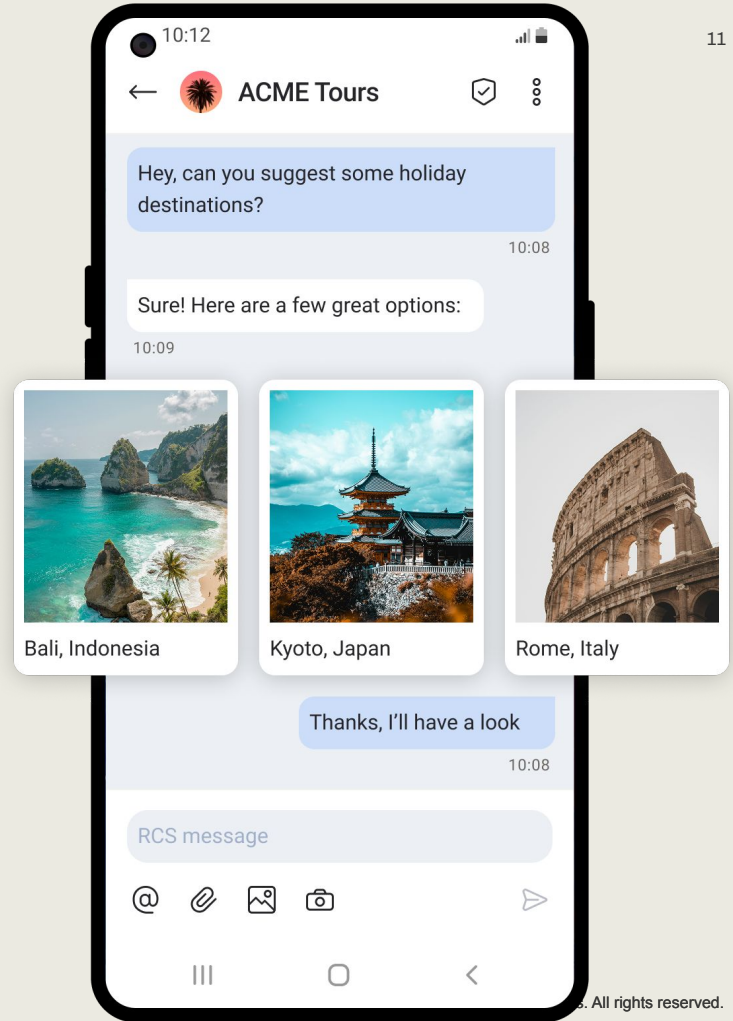 10:12
11
ACME Tours
Hey, can you suggest some holiday
destinations?
10:08
Sure! Here are a few great options:
10:09
Bali, Indonesia
Kyoto, Japan
Rome, Italy
Thanks, I'll have a look
10:08
RCS message
All rights reserved.